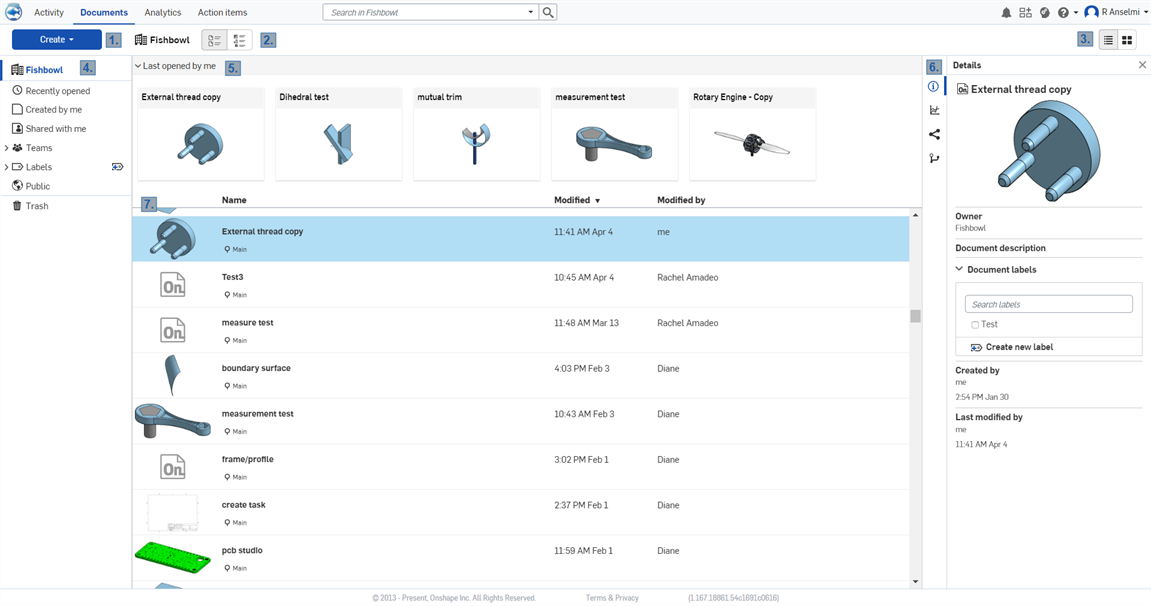 Activity Documents Analytics Action items Search in Fishbowl R Anselmi
Create 1. Fishbowl 2. 3.
Fishbowl 4.
Recently opened
Created by me
Shared with me
Teams
Labels
Public
Trash
Last opened by me 5.
External thread copy Dihedral test mutual trim measurement test Rotary Engine - Copy
7. Name Modified Modified by
External thread copy 11:41 AM Apr 4 me
Main
On Test3 10:45 AM Apr 4 Rachel Amadeo
Main
On measure test 11:48 AM Mar 13 Rachel Amadeo
Main
boundary surface 4:03 PM Feb 3 Diane
Main
measurement test 10:43 AM Feb 3 Diane
Main
On frame/profile 3:02 PM Feb 1 Diane
Main
create task 2:37 PM Feb 1 Diane
Main
pcb studio 11:59 AM Feb 1 Diane
Main
6. Details
On External thread copy
Owner
Fishbowl
Document description
Document labels
Search labels
Test
Create new label
Created by
me
2:54 PM Jan 30
Last modified by
me
11:41 AM Apr 4
© 2013 - Present, Onshape Inc. All Rights Reserved. Terms & Privacy (1.167.18861.54c1691c0616)